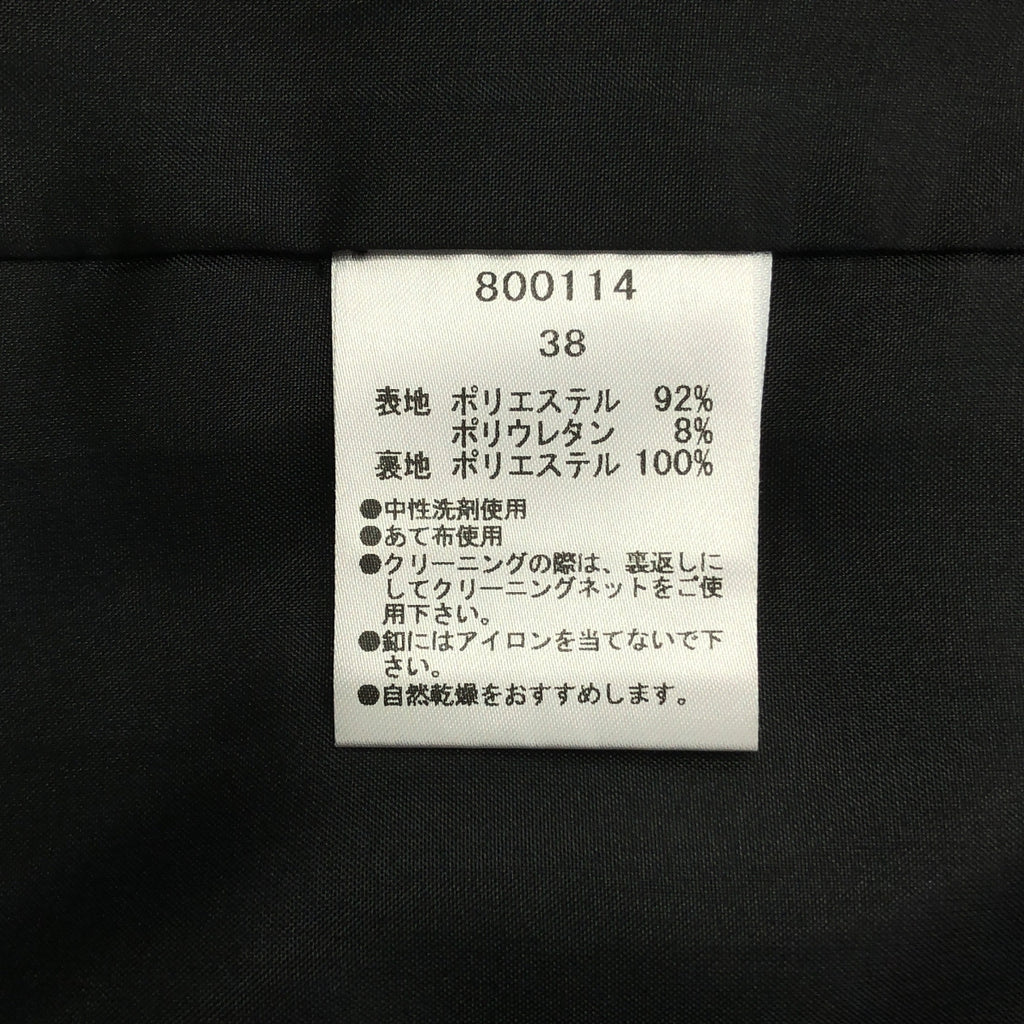 800114
38
表地 ポリエステル 92%
ポリウレタン 8%
裏地 ポリエステル 100%
●中性洗剤使用
●あて布使用
●クリーニングの際は、裏返しに
してクリーニングネットをご使
用下さい。
●釦にはアイロンを当てないで下
さい。
●自然乾燥をおすすめします。